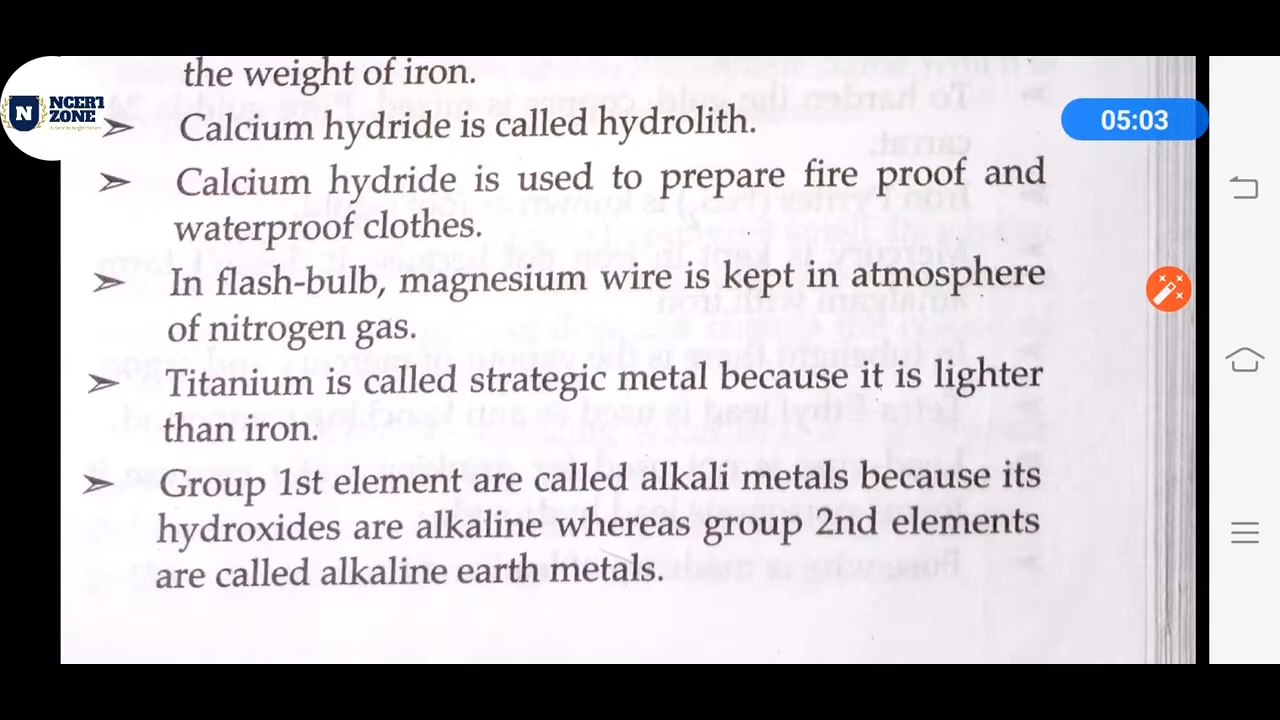 the weight of iron.
NCERT
ZONE
05:03
➢ Calcium hydride is called hydrolith.
➢ Calcium hydride is used to prepare fire proof and
waterproof clothes.
➢ In flash-bulb, magnesium wire is kept in atmosphere
of nitrogen gas.
➢ Titanium is called strategic metal because it is lighter
than iron.
➢ Group 1st element are called alkali metals because its
hydroxides are alkaline whereas group 2nd elements
are called alkaline earth metals.